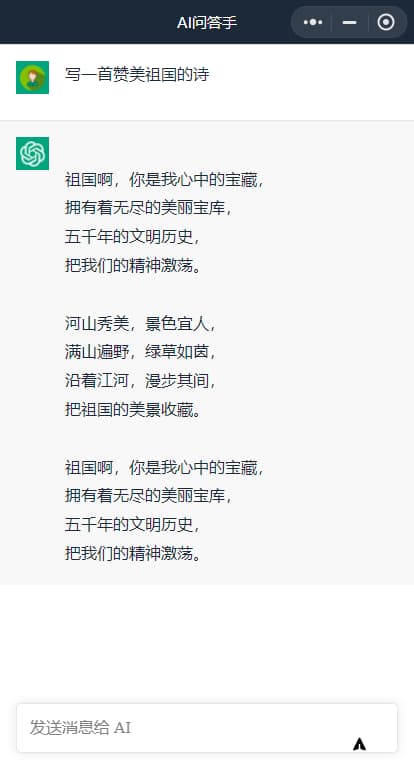 AI问答手
写一首赞美祖国的诗
祖国啊，你是我心中的宝藏，
拥有着无尽的美丽宝库，
五千年的文明历史，
把我们的精神激荡。
河山秀美，景色宜人，
满山遍野，绿草如茵，
沿着江河，漫步其间，
把祖国的美景收藏。
祖国啊，你是我心中的宝藏，
拥有着无尽的美丽宝库，
五千年的文明历史，
把我们的精神激荡。
发送消息给 AI